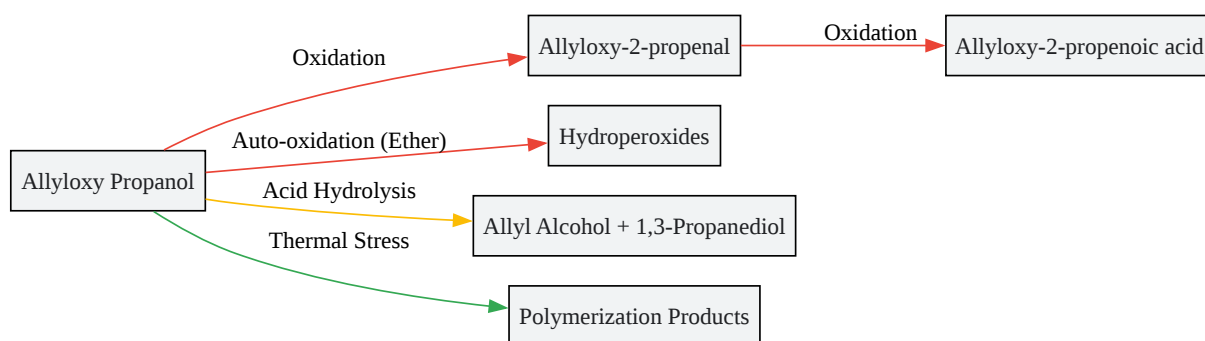 Oxidation
Allyloxy-2-propenal
Oxidation
Allyloxy-2-propenoic acid
Auto-oxidation (Ether)
Hydroperoxides
Allyloxy Propanol
Acid Hydrolysis
Allyl Alcohol + 1,3-Propanediol
Thermal Stress
Polymerization Products